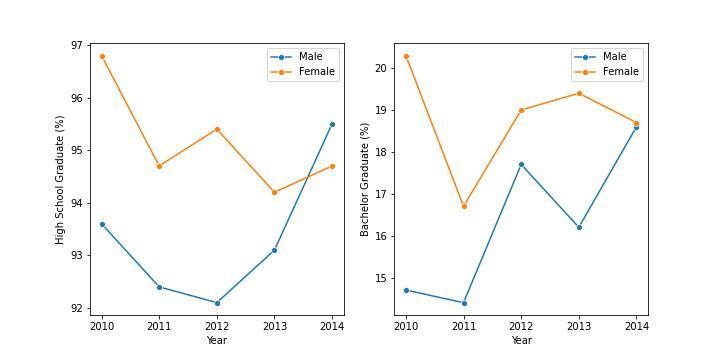 97
96
95
94
93
92
High School Graduate (%)
Male
Female
2010 2011 2012 2013 2014
Year
20
19
18
17
16
15
Bachelor Graduate (%)
Male
Female
2010 2011 2012 2013 2014
Year